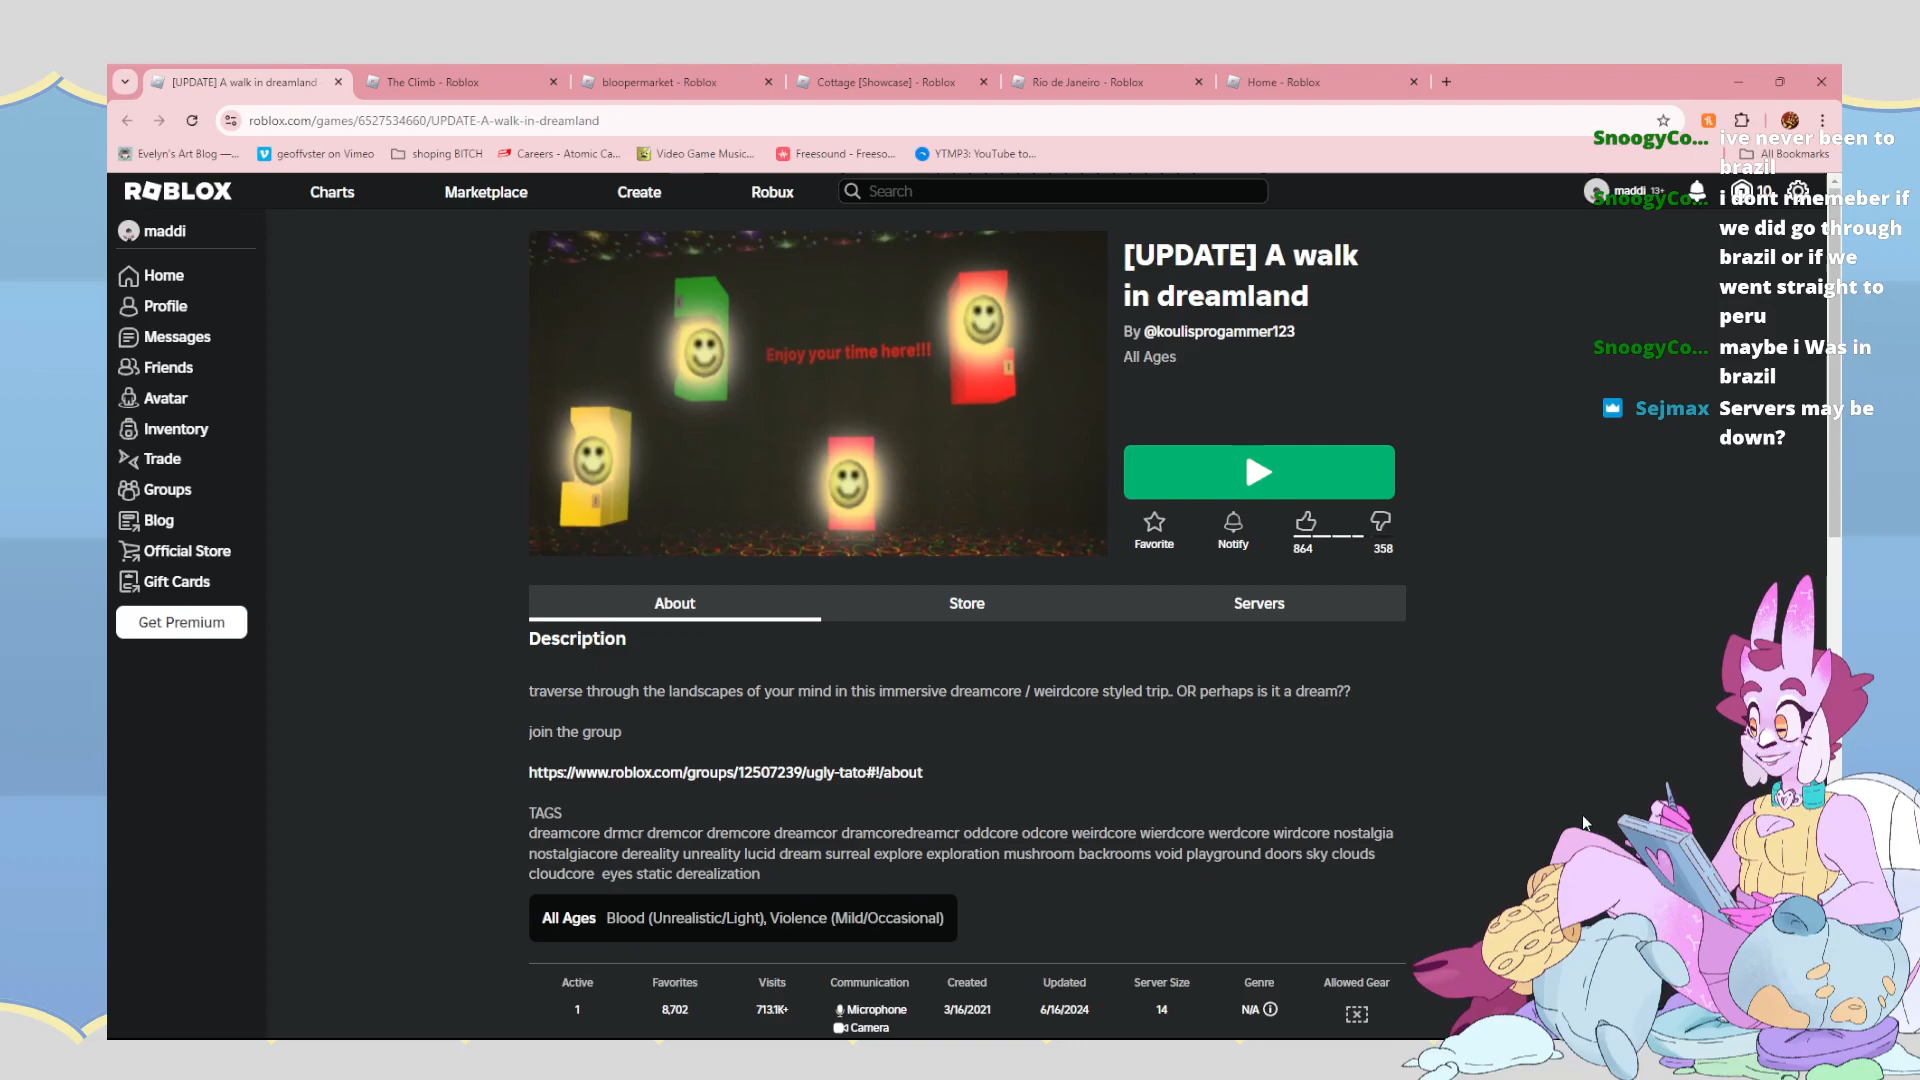 [UPDATE] A walk in dreamland
The Climb - Roblox
bloopermarket - Roblox
Cottage [Showcase] - Roblox
Rio de Janeiro - Roblox
Home - Roblox
roblox.com/games/6527534660/UPDATE-A-walk-in-dreamland
Evelyn's Art Blog —...
geoffvster on Vimeo
shoping BITCH
Careers - Atomic Ca...
Video Game Music...
Freesound - Freeso...
YTMP3: YouTube to...
All Bookmarks
ROBLOX
Charts
Marketplace
Create
Robux
Search
maddi 13+
10
maddi
Home
Profile
Messages
Friends
Avatar
Inventory
Trade
Groups
Blog
Official Store
Gift Cards
Get Premium
Enjoy your time here!!!
[UPDATE] A walk
in dreamland
By @koulisprogammer123
All Ages
Favorite
Notify
864
358
About
Store
Servers
Description
traverse through the landscapes of your mind in this immersive dreamcore / weirdcore styled trip.. OR perhaps is it a dream??
join the group
https://www.roblox.com/groups/12507239/ugly-tato#!/about
TAGS
dreamcore drmcr dremcor dremcore dreamcor dramcoredreamcr oddcore odcore weirdcore wierdcore werdcore wirdcore nostalgia
nostalgiacore dereality unreality lucid dream surreal explore exploration mushroom backrooms void playground doors sky clouds
cloudcore eyes static derealization
All Ages Blood (Unrealistic/Light), Violence (Mild/Occasional)
Active
Favorites
Visits
Communication
Created
Updated
Server Size
Genre
Allowed Gear
1
8,702
713.1K+
Microphone
Camera
3/16/2021
6/16/2024
14
N/A
SnoogyCo... ive never been to
brazil
SnoogyCo... i dont rmemeber if
we did go through
brazil or if we
went straight to
peru
SnoogyCo... maybe i Was in
brazil
Sejmax Servers may be
down?